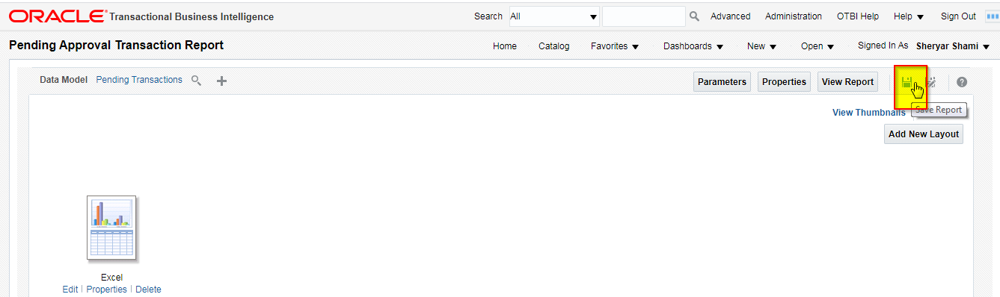 ORACLE Transactional Business Intelligence Search All Advanced Administration OTBI Help Help Sign Out
Pending Approval Transaction Report Home Catalog Favorites Dashboards New Open Signed In As Sheryar Shami
Data Model Pending Transactions Parameters Properties View Report
View Thumbnails Save Report
Add New Layout
Excel
Edit Properties Delete